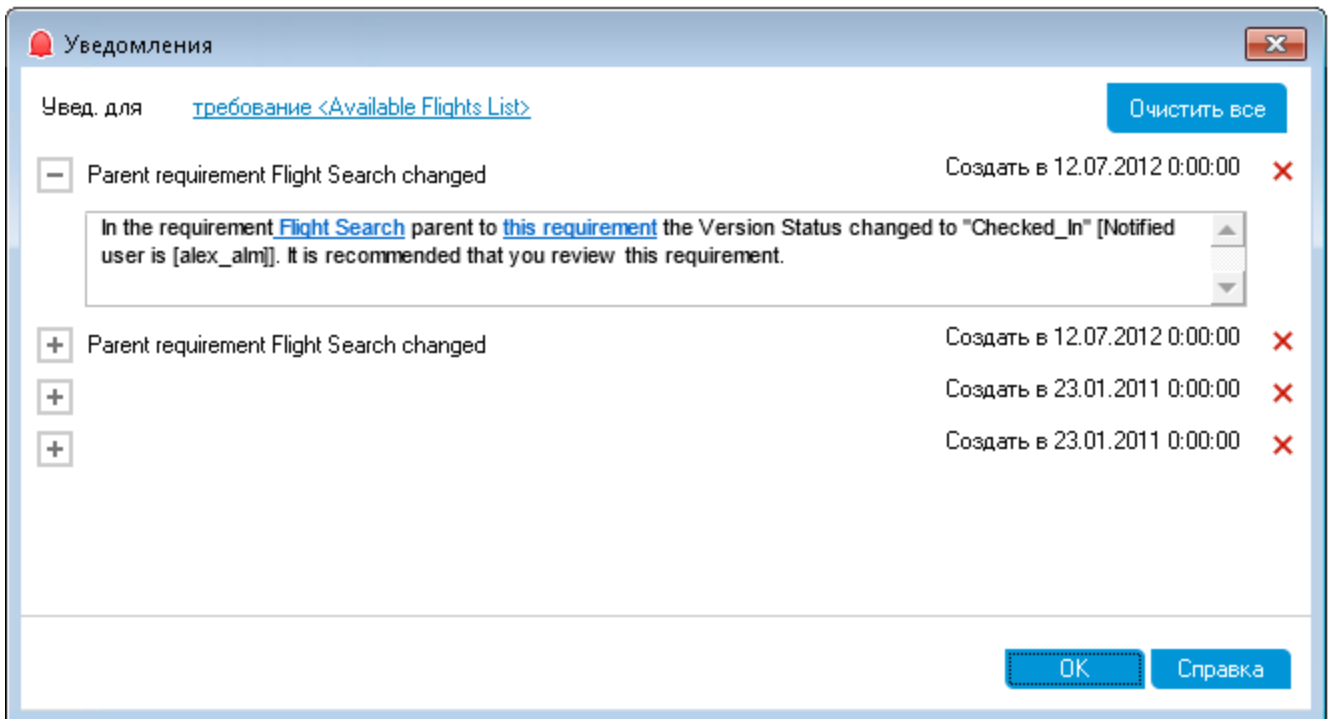 Уведомления
Увед. для требование <Available Flights List> Очистить все
Parent requirement Flight Search changed Создать в 12.07.2012 0:00:00
In the requirement Flight Search parent to this requirement the Version Status changed to "Checked_In" [Notified
user is [alex_alm]]. It is recommended that you review this requirement.
Parent requirement Flight Search changed Создать в 12.07.2012 0:00:00
Создать в 23.01.2011 0:00:00
Создать в 23.01.2011 0:00:00
OK Справка